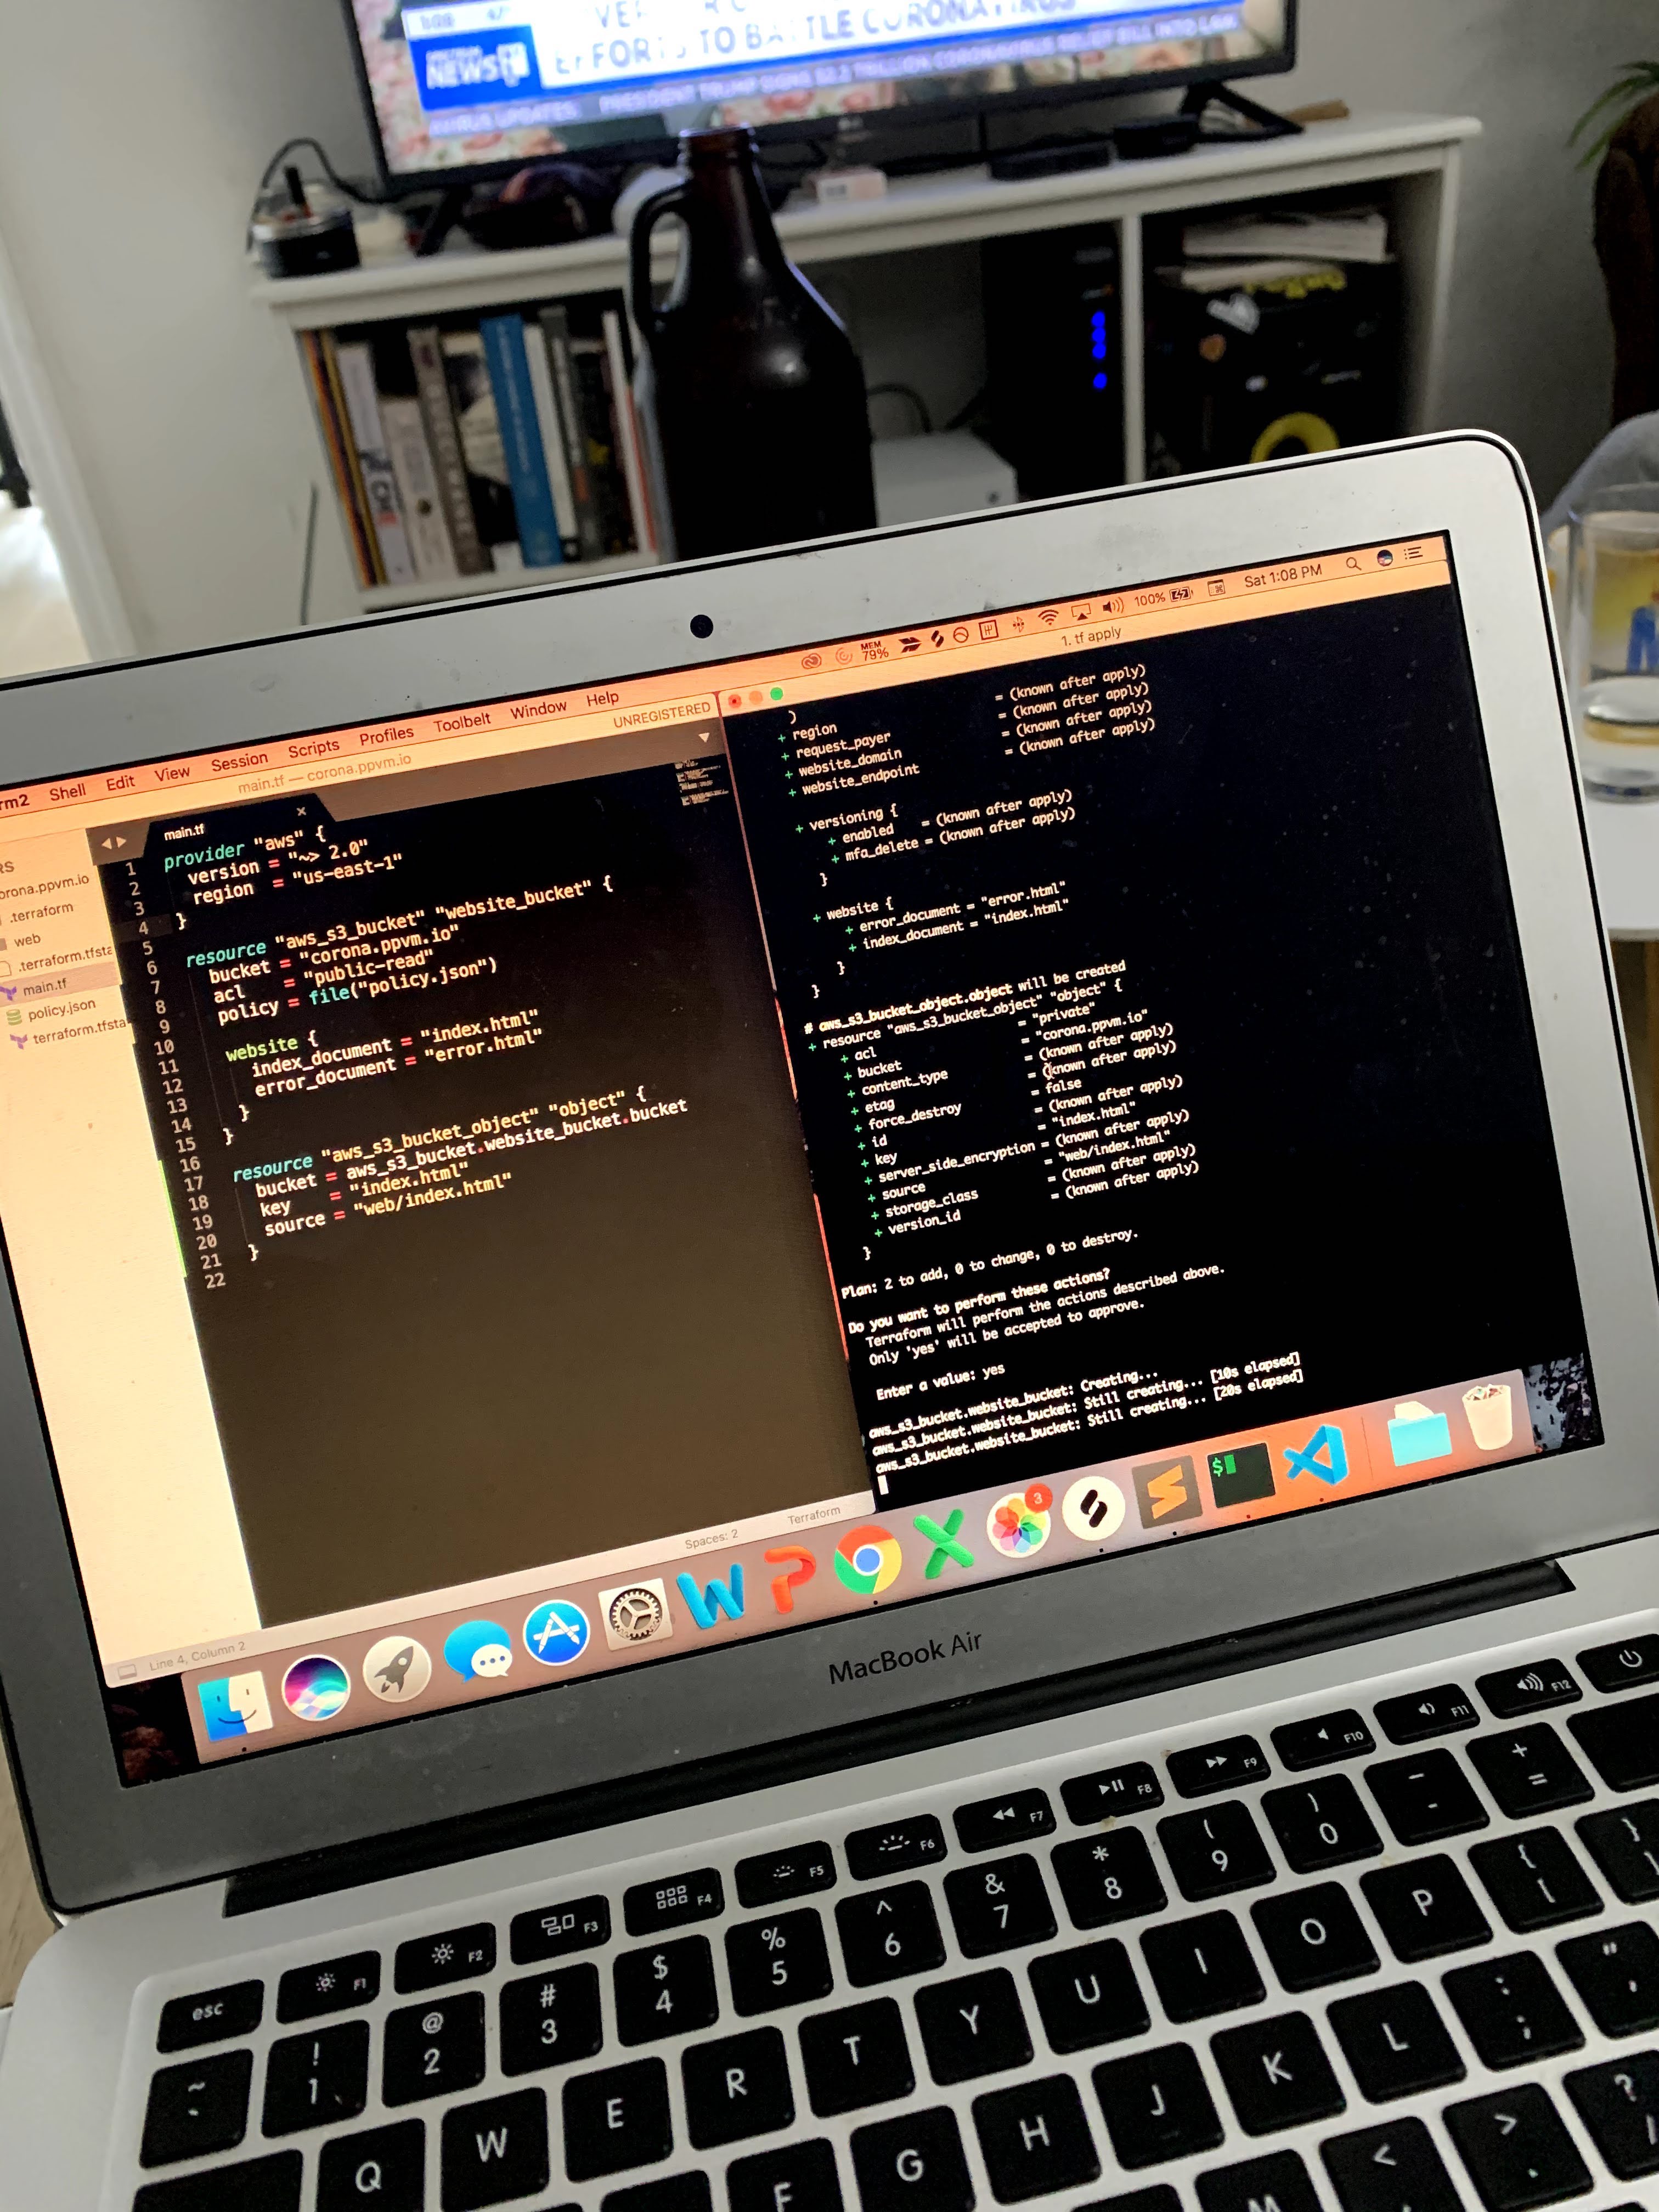 NEWS
EFFORTS TO BATTLE CORONAVIRUS
VIRUS UPDATES: PRESIDENT TRUMP SIGNS $2.2 TRILLION CORONAVIRUS RELIEF BILL INTO LAW
Shell Edit View Session Scripts Profiles Toolbelt Window Help
MEM
79%
100%
Sat 1:08 PM
main.tf — corona.ppvm.io
UNREGISTERED
main.tf
corona.ppvm.io
.terraform
web
.terraform.tfsta
main.tf
policy.json
terraform.tfsta
1 provider "aws" {
2 version = "~> 2.0"
3 region = "us-east-1"
4 }
5
6 resource "aws_s3_bucket" "website_bucket" {
7 bucket = "corona.ppvm.io"
8 acl = "public-read"
9 policy = file("policy.json")
10
11 website {
12 index_document = "index.html"
13 error_document = "error.html"
14 }
15 }
16
17 resource "aws_s3_bucket_object" "object" {
18 bucket = aws_s3_bucket.website_bucket.bucket
19 key = "index.html"
20 source = "web/index.html"
21 }
22
Line 4, Column 2
Spaces: 2
Terraform
1. tf apply
)
+ region = (known after apply)
+ request_payer = (known after apply)
+ website_domain = (known after apply)
+ website_endpoint = (known after apply)
+ versioning {
+ enabled = (known after apply)
+ mfa_delete = (known after apply)
}
+ website {
+ error_document = "error.html"
+ index_document = "index.html"
}
}
# aws_s3_bucket_object.object will be created
+ resource "aws_s3_bucket_object" "object" {
+ acl = "private"
+ bucket = "corona.ppvm.io"
+ content_type = (known after apply)
+ etag = (known after apply)
+ force_destroy = false
+ id = (known after apply)
+ key = "index.html"
+ server_side_encryption = (known after apply)
+ source = "web/index.html"
+ storage_class = (known after apply)
+ version_id = (known after apply)
}
Plan: 2 to add, 0 to change, 0 to destroy.
Do you want to perform these actions?
Terraform will perform the actions described above.
Only 'yes' will be accepted to approve.
Enter a value: yes
aws_s3_bucket.website_bucket: Creating...
aws_s3_bucket.website_bucket: Still creating... [10s elapsed]
aws_s3_bucket.website_bucket: Still creating... [20s elapsed]
3
$
MacBook Air
esc F1 F2 F3 F4 F5 F6 F7 F8 F9 F10 F11 F12
~ ! 1 @ 2 # 3 $ 4 % 5 ^ 6 & 7 * 8 ( 9 ) 0 _ - + =
Q W E R T Y U I O P { [ } ]
F G H J K L : ; " '
M < > ? /